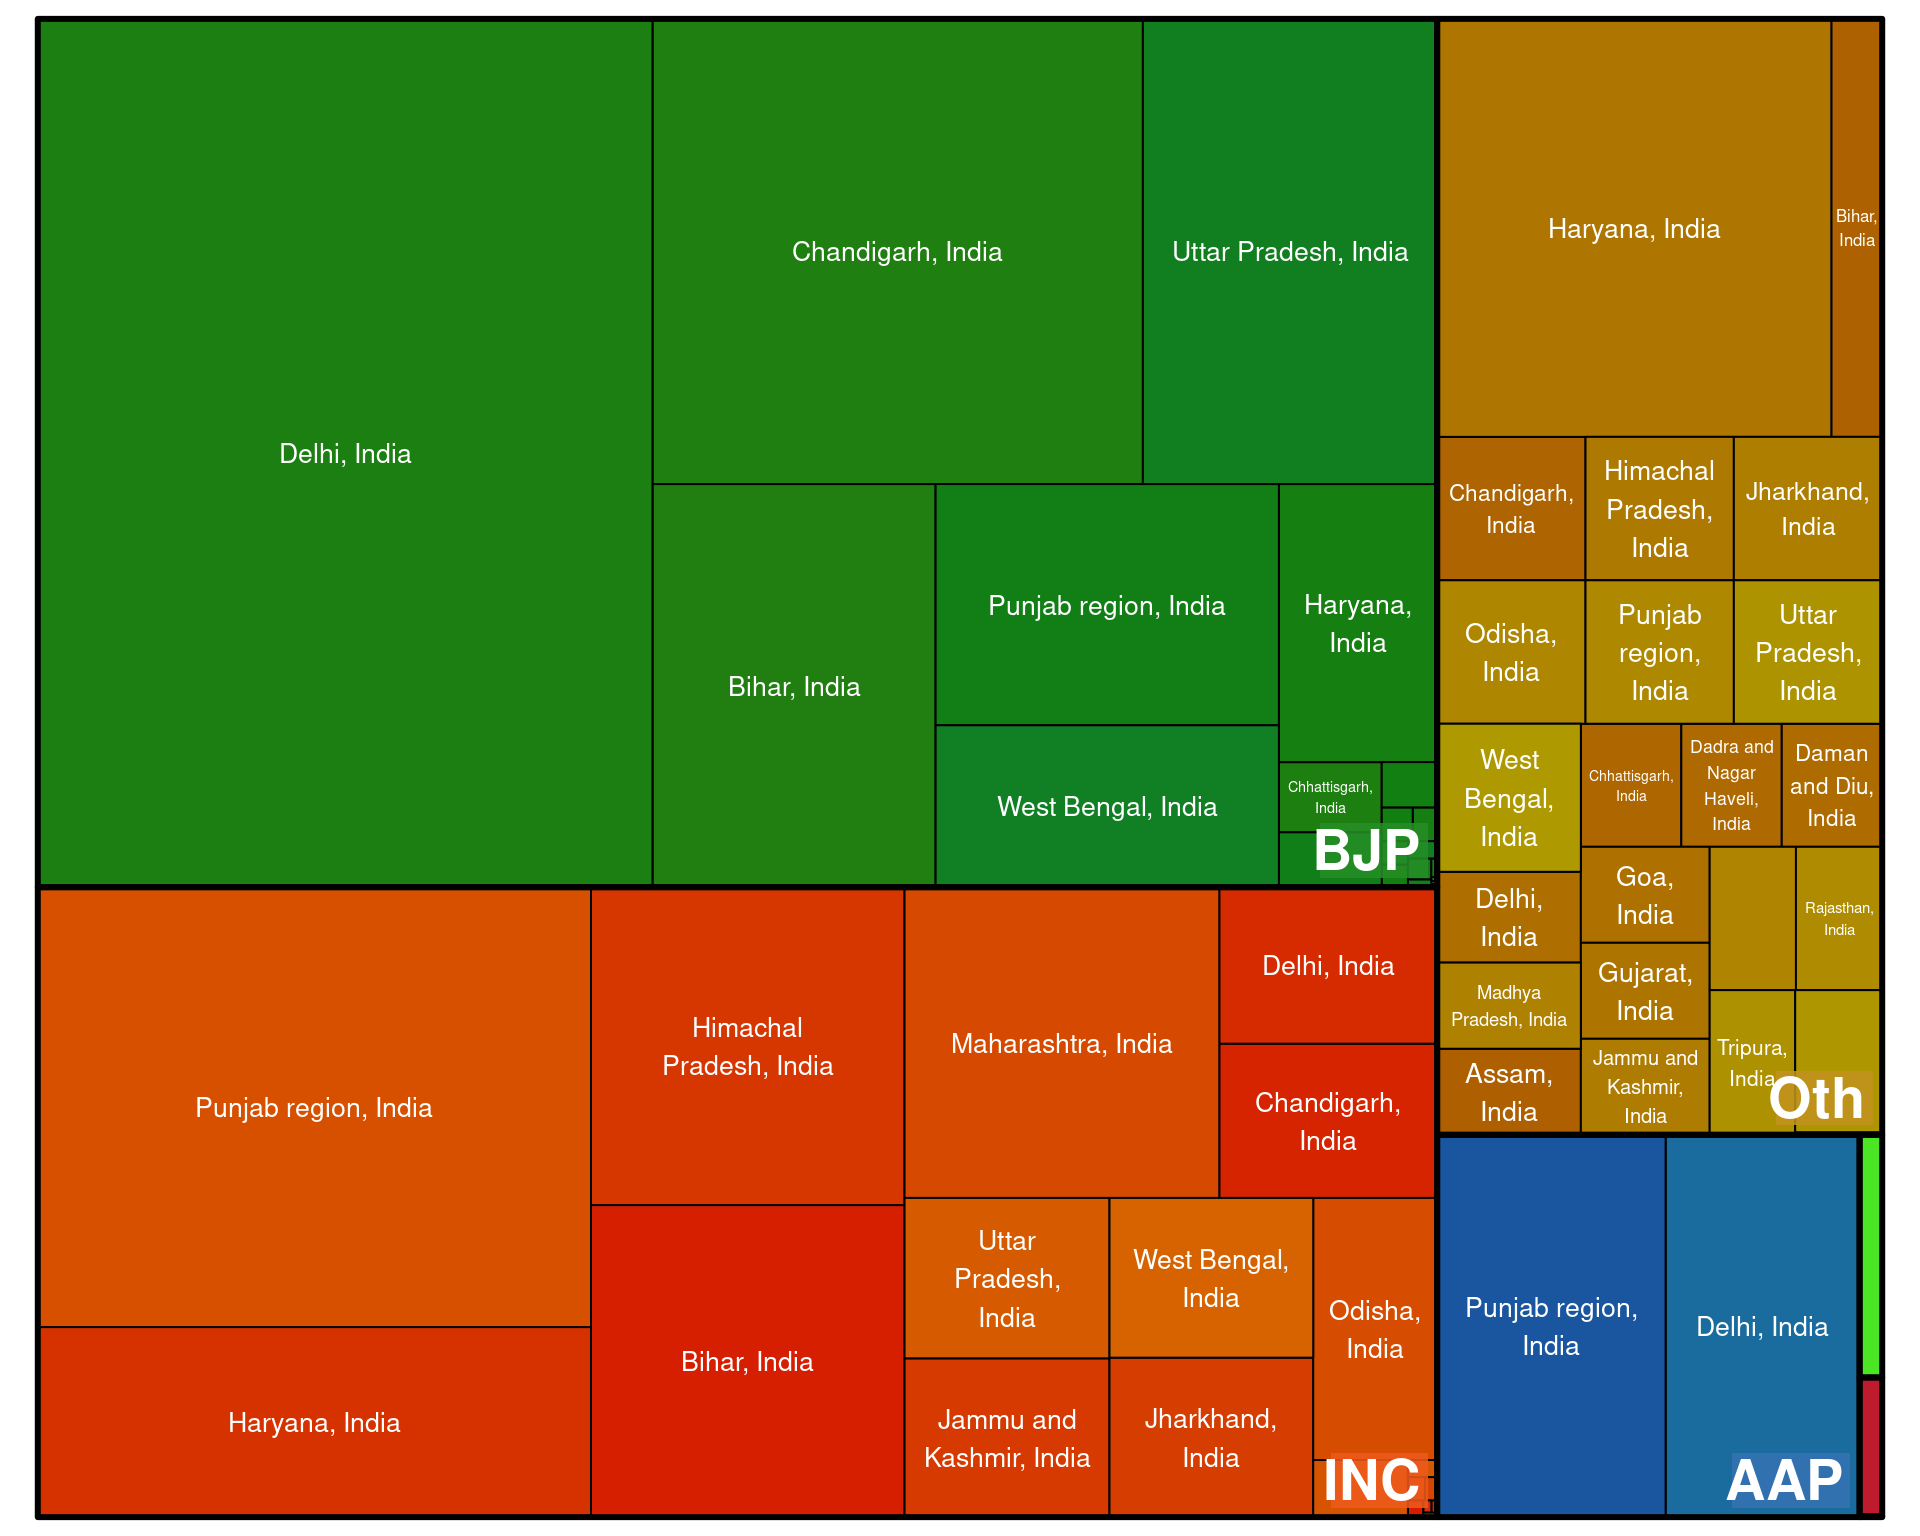 Delhi, India
Chandigarh, India
Uttar Pradesh, India
Bihar, India
Punjab region, India
Haryana,
India
West Bengal, India
Chhattisgarh,
India
BJP
Punjab region, India
Haryana, India
Himachal
Pradesh, India
Bihar, India
Maharashtra, India
Delhi, India
Chandigarh,
India
Uttar
Pradesh,
India
West Bengal,
India
Odisha,
India
Jammu and
Kashmir, India
Jharkhand,
India
INC
Haryana, India
Bihar,
India
Chandigarh,
India
Himachal
Pradesh,
India
Jharkhand,
India
Odisha,
India
Punjab
region,
India
Uttar
Pradesh,
India
West
Bengal,
India
Chhattisgarh,
India
Dadra and
Nagar
Haveli,
India
Daman
and Diu,
India
Delhi,
India
Goa,
India
Rajasthan,
India
Madhya
Pradesh, India
Gujarat,
India
Assam,
India
Jammu and
Kashmir,
India
Tripura,
India
Oth
Punjab region,
India
Delhi, India
AAP